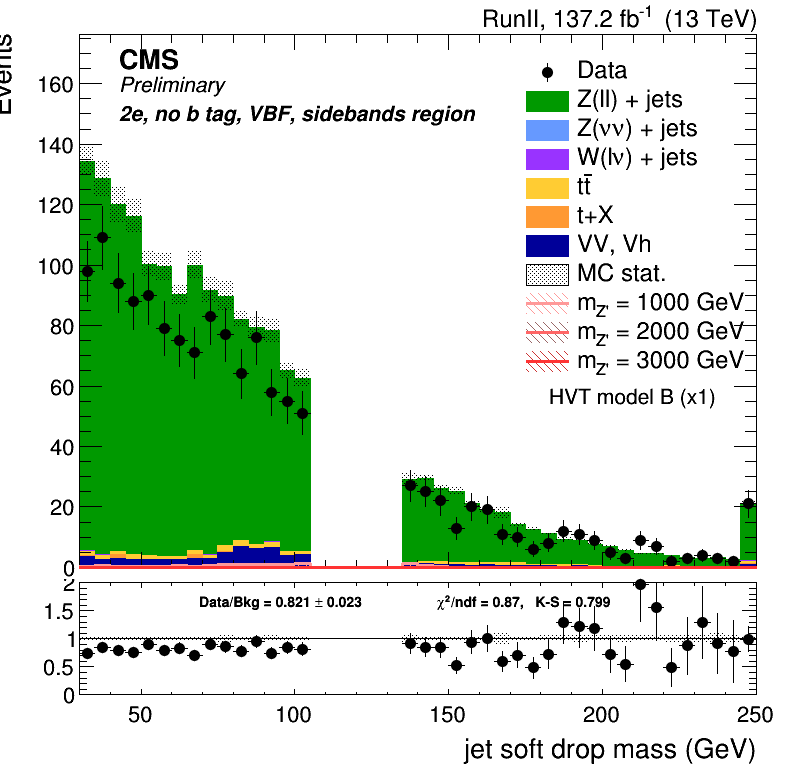 RunII, 137.2 fb⁻¹ (13 TeV)
Events
CMS
Preliminary
2e, no b tag, VBF, sidebands region
Data
Z(ll) + jets
Z(νν) + jets
W(lν) + jets
tt̄
t+X
VV, Vh
MC stat.
m_Z' = 1000 GeV
m_Z' = 2000 GeV
m_Z' = 3000 GeV
HVT model B (x1)
160
140
120
100
80
60
40
20
0
Data/Bkg = 0.821 ± 0.023
χ²/ndf = 0.87, K-S = 0.799
2
1.5
1
0.5
0
50 100 150 200 250
jet soft drop mass (GeV)